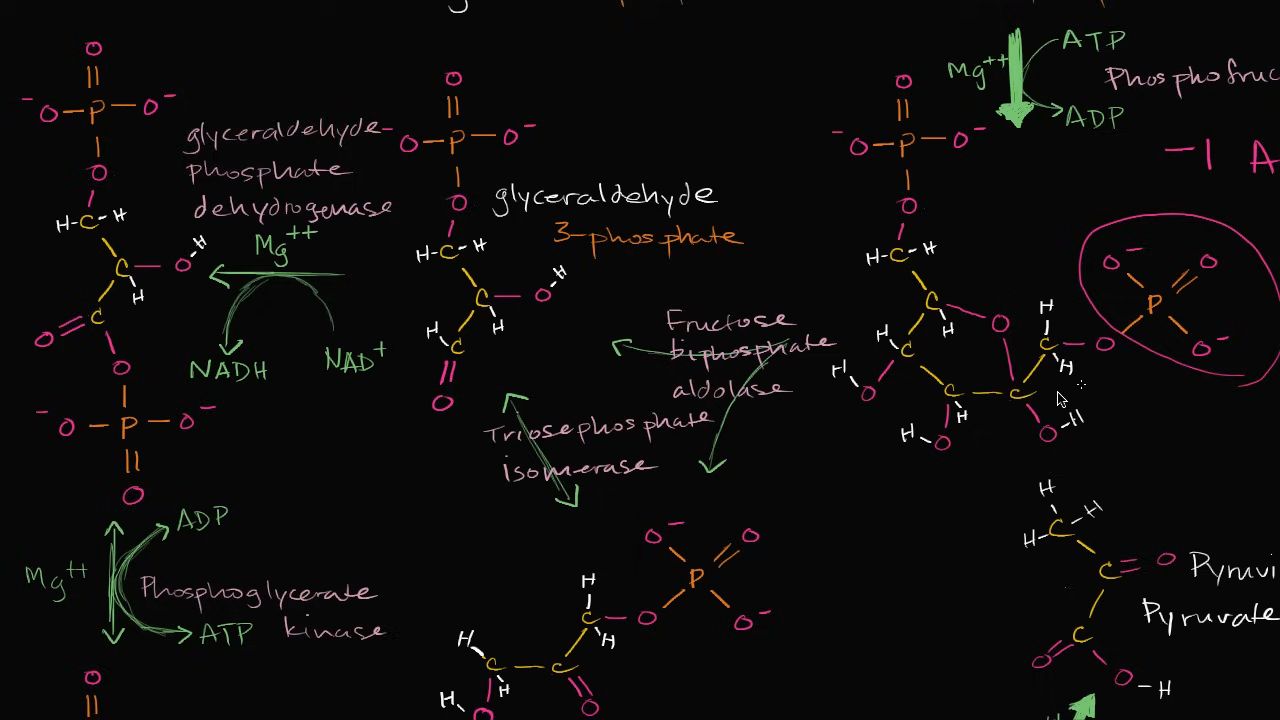 glyceraldehyde
phosphate
dehydrogenase
Mg++
NADH
NAD+
glyceraldehyde
3-phosphate
Mg++
ATP
ADP
Phosphofruc
-1 A
Fructose
biphosphate
aldolase
Triosephosphate
isomerase
Mg++
ADP
Phosphoglycerate
kinase
ATP
Pyruvi
Pyruvate
O
O- P O-
O
H-C-H
C O H
H
O C
O
O- P O-
O
O
O- P O-
O
H-C-H
C O H
H
H C
O
O
O- P O-
O
H-C-H
C O
H
H C
H O
C C
H
H-O
O-H
H
C O
H
O- O
P
O-
O- O
P
O O-
H
C
H
H
C C
H
H O O
H
H-C H
C=O
C
O O-H
O